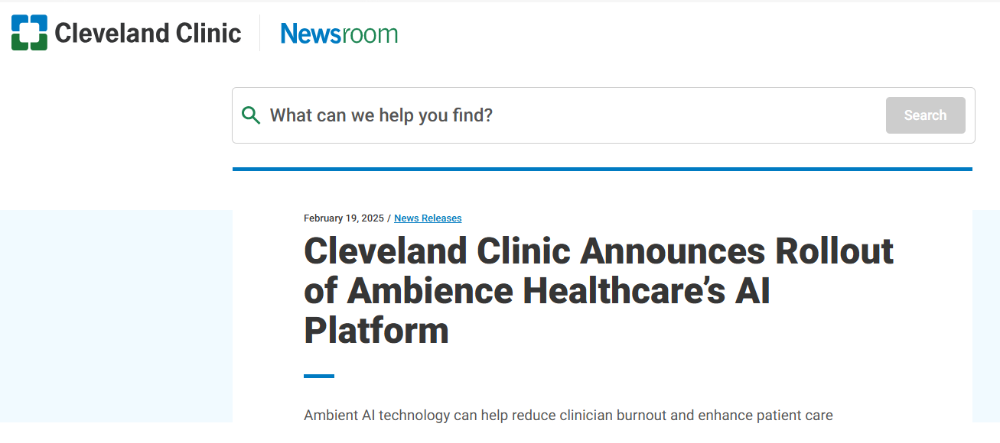 Cleveland Clinic Newsroom
What can we help you find? Search
February 19, 2025 / News Releases
Cleveland Clinic Announces Rollout
of Ambience Healthcare’s AI
Platform
Ambient AI technology can help reduce clinician burnout and enhance patient care